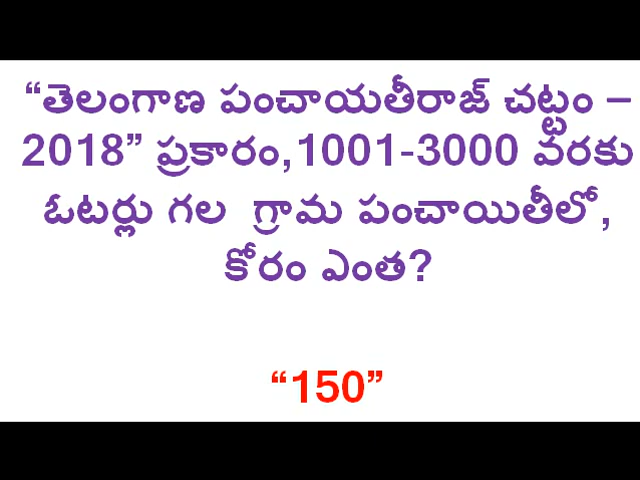 “తెలంగాణ పంచాయతీరాజ్ చట్టం –
2018” ప్రకారం,1001-3000 వరకు
ఓటర్లు గల గ్రామ పంచాయితీలో,
కోరం ఎంత?
“150”